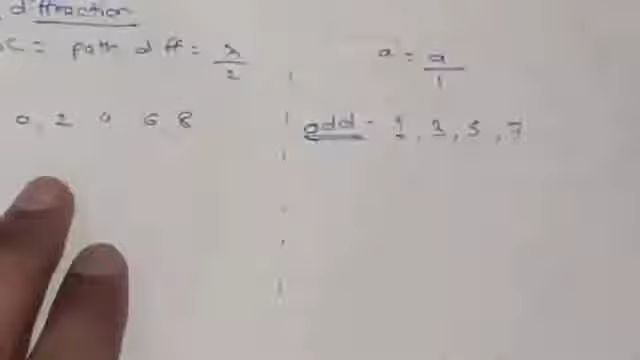 diffraction
C = path diff = λ/2
a = a/1
0, 2 4 6 8
odd - 1, 3, 5, 7